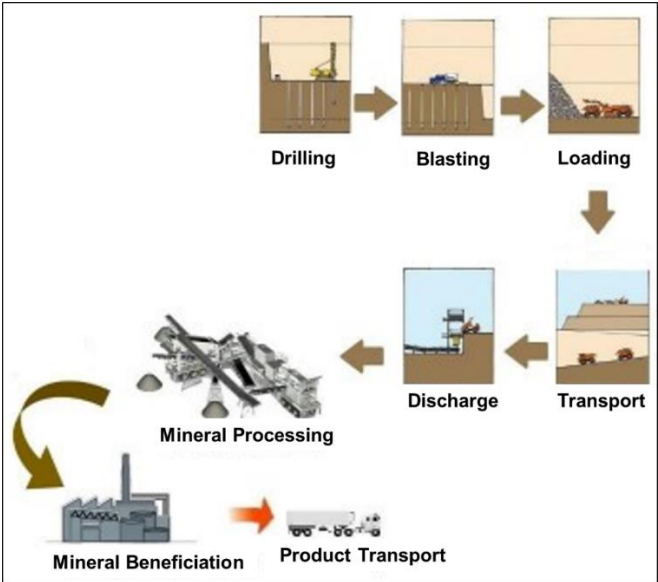 Drilling
Blasting
Loading
Transport
Discharge
Mineral Processing
Mineral Beneficiation
Product Transport